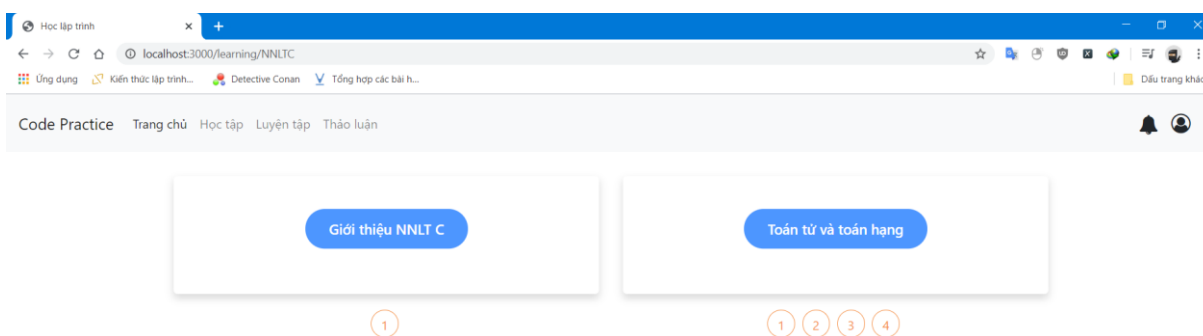 Học lập trình
localhost:3000/learning/NNLTC
Ứng dụng Kiến thức lập trình... Detective Conan Tổng hợp các bài h... Dấu trang khác
Code Practice Trang chủ Học tập Luyện tập Thảo luận
Giới thiệu NNLT C Toán tử và toán hạng
1 1 2 3 4